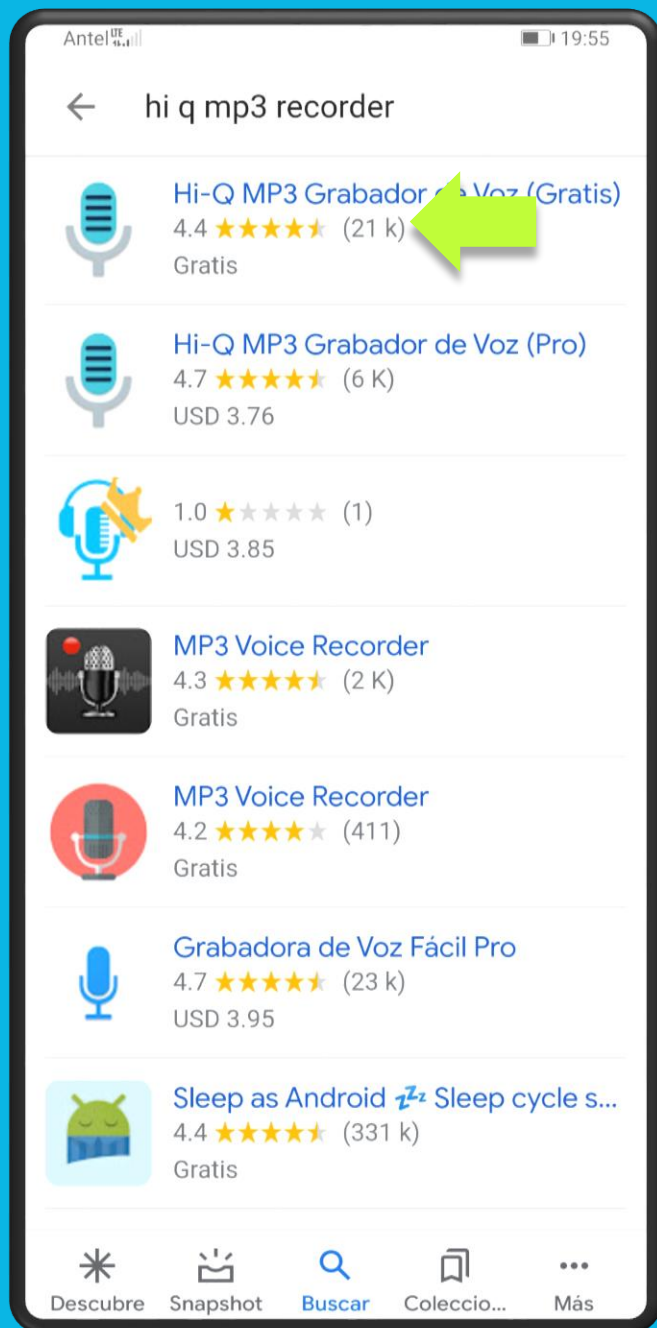 Antel LTE 19:55
hi q mp3 recorder
Hi-Q MP3 Grabador de Voz (Gratis)
4.4 (21 k)
Gratis
Hi-Q MP3 Grabador de Voz (Pro)
4.7 (6 K)
USD 3.76
1.0 (1)
USD 3.85
MP3 Voice Recorder
4.3 (2 K)
Gratis
MP3 Voice Recorder
4.2 (411)
Gratis
Grabadora de Voz Fácil Pro
4.7 (23 k)
USD 3.95
Sleep as Android 💤 Sleep cycle s...
4.4 (331 k)
Gratis
Descubre Snapshot Buscar Coleccio... Más